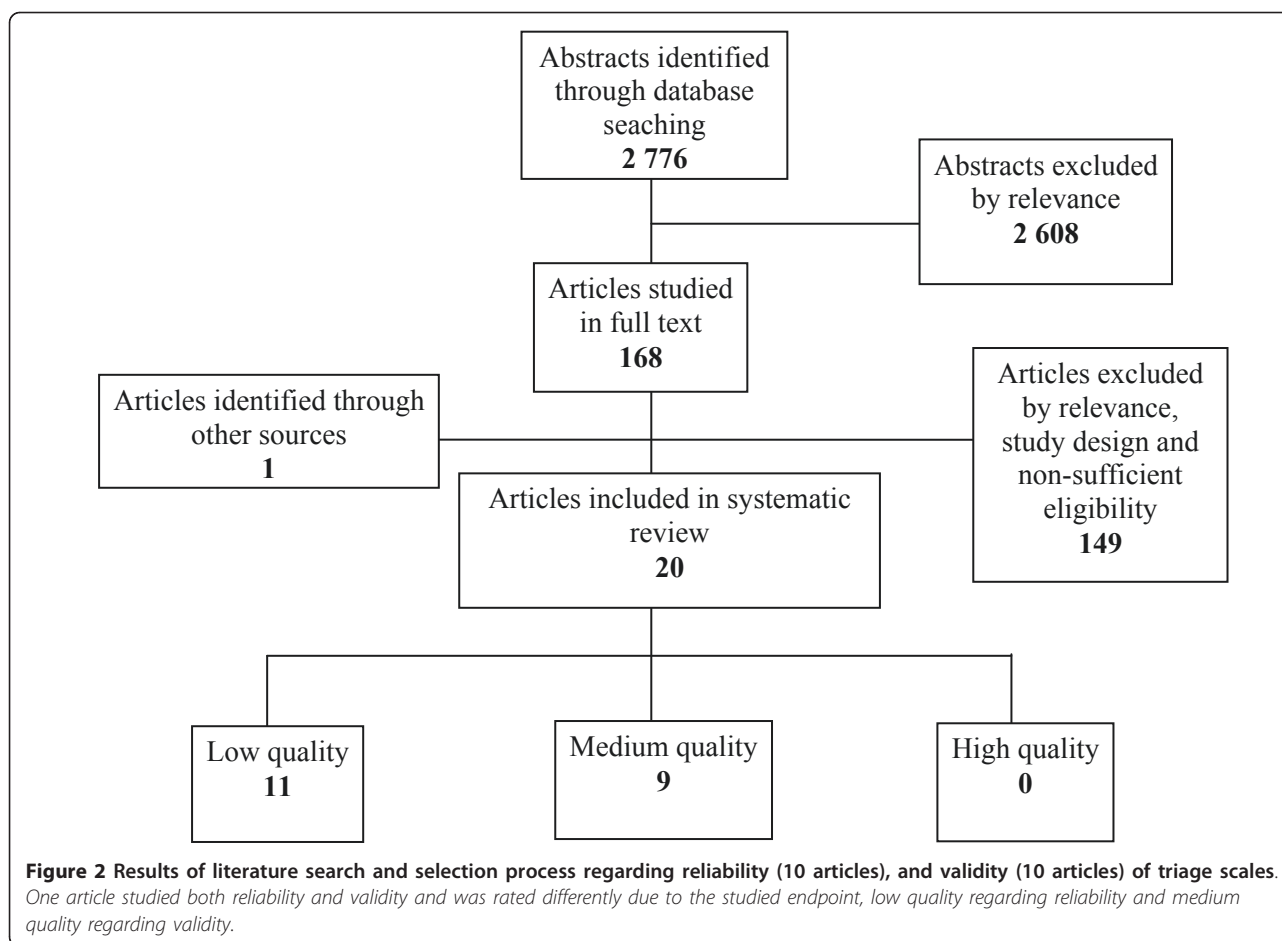 Abstracts identified
through database
seaching
2 776
Abstracts excluded
by relevance
2 608
Articles studied
in full text
168
Articles identified through
other sources
1
Articles excluded
by relevance,
study design and
non-sufficient
eligibility
149
Articles included in systematic
review
20
Low quality
11
Medium quality
9
High quality
0
Figure 2 Results of literature search and selection process regarding reliability (10 articles), and validity (10 articles) of triage scales.
One article studied both reliability and validity and was rated differently due to the studied endpoint, low quality regarding reliability and medium
quality regarding validity.